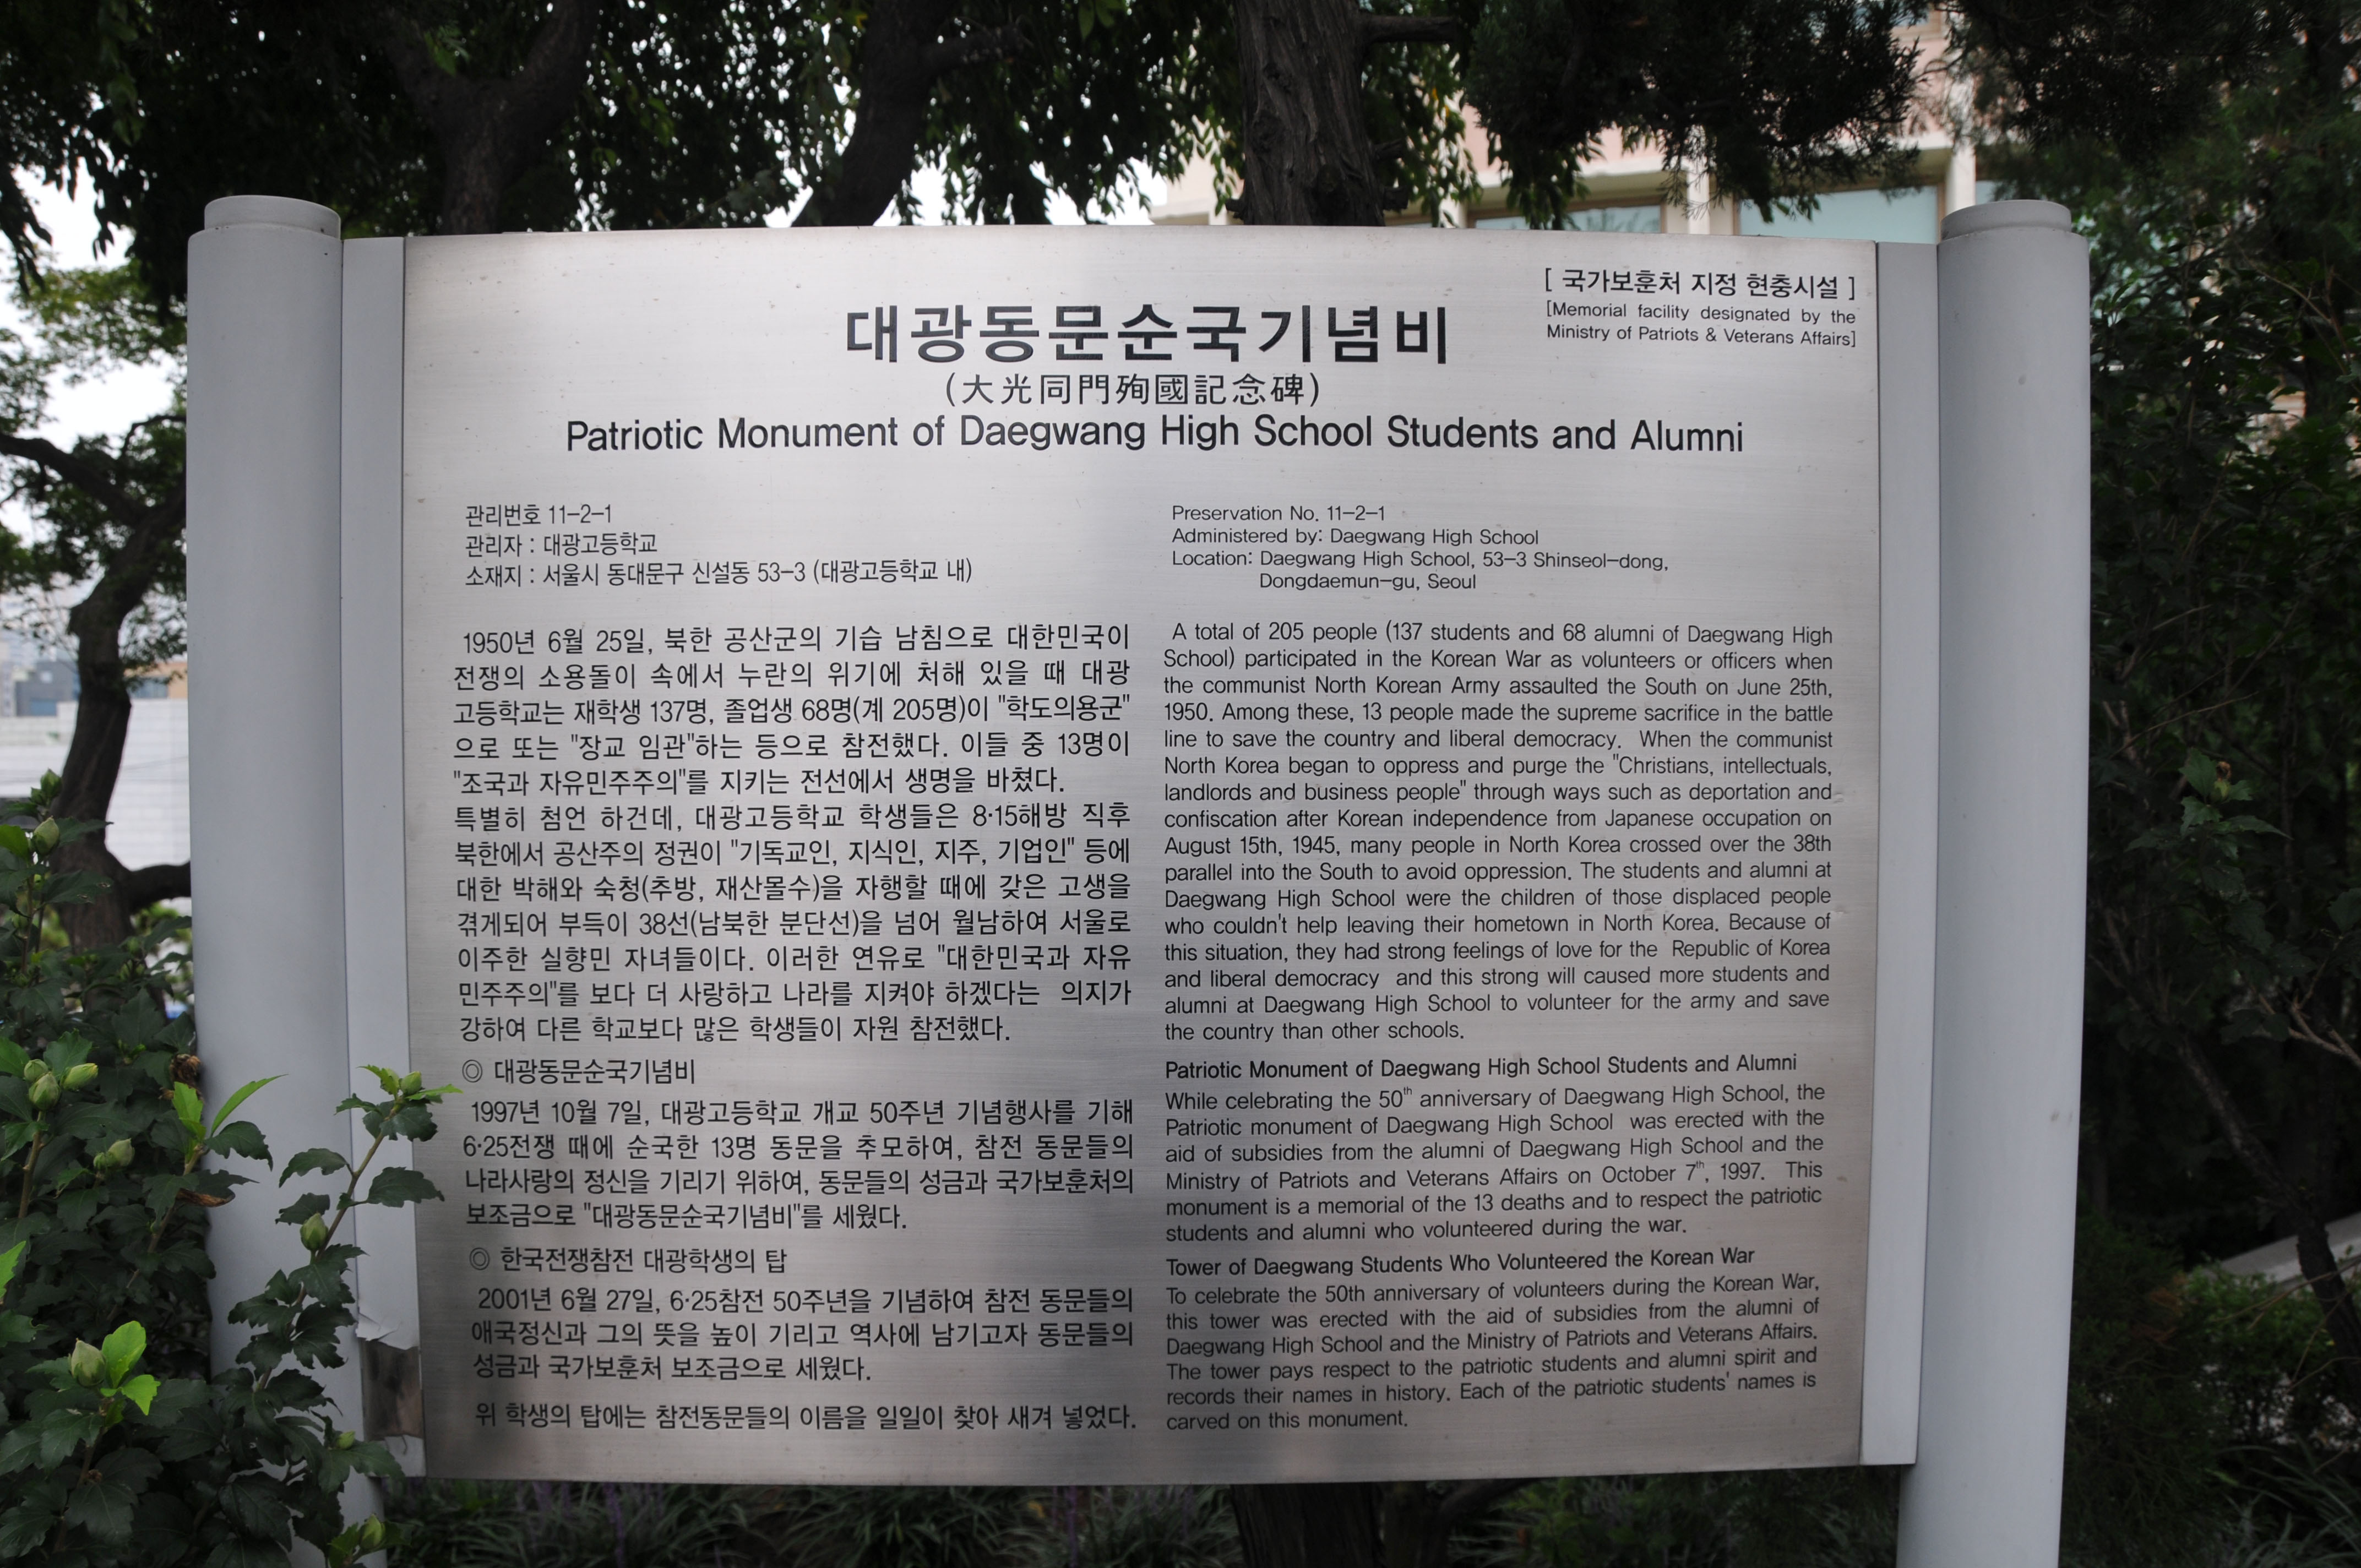 [ 국가보훈처 지정 현충시설 ]
[Memorial facility designated by the
Ministry of Patriots & Veterans Affairs]
대광동문순국기념비
(大光同門殉國記念碑)
Patriotic Monument of Daegwang High School Students and Alumni
관리번호 11-2-1
관리자 : 대광고등학교
소재지 : 서울시 동대문구 신설동 53-3 (대광고등학교 내)
1950년 6월 25일, 북한 공산군의 기습 남침으로 대한민국이
전쟁의 소용돌이 속에서 누란의 위기에 처해 있을 때 대광
고등학교는 재학생 137명, 졸업생 68명(계 205명)이 "학도의용군"
으로 또는 "장교 임관"하는 등으로 참전했다. 이들 중 13명이
"조국과 자유민주주의"를 지키는 전선에서 생명을 바쳤다.
특별히 첨언 하건데, 대광고등학교 학생들은 8·15해방 직후
북한에서 공산주의 정권이 "기독교인, 지식인, 지주, 기업인" 등에
대한 박해와 숙청(추방, 재산몰수)을 자행할 때에 갖은 고생을
겪게되어 부득이 38선(남북한 분단선)을 넘어 월남하여 서울로
이주한 실향민 자녀들이다. 이러한 연유로 "대한민국과 자유
민주주의"를 보다 더 사랑하고 나라를 지켜야 하겠다는 의지가
강하여 다른 학교보다 많은 학생들이 자원 참전했다.
◎ 대광동문순국기념비
1997년 10월 7일, 대광고등학교 개교 50주년 기념행사를 기해
6·25전쟁 때에 순국한 13명 동문을 추모하여, 참전 동문들의
나라사랑의 정신을 기리기 위하여, 동문들의 성금과 국가보훈처의
보조금으로 "대광동문순국기념비"를 세웠다.
◎ 한국전쟁참전 대광학생의 탑
2001년 6월 27일, 6·25참전 50주년을 기념하여 참전 동문들의
애국정신과 그의 뜻을 높이 기리고 역사에 남기고자 동문들의
성금과 국가보훈처 보조금으로 세웠다.
위 학생의 탑에는 참전동문들의 이름을 일일이 찾아 새겨 넣었다.
Preservation No. 11-2-1
Administered by: Daegwang High School
Location: Daegwang High School, 53-3 Shinseol-dong,
Dongdaemun-gu, Seoul
A total of 205 people (137 students and 68 alumni of Daegwang High
School) participated in the Korean War as volunteers or officers when
the communist North Korean Army assaulted the South on June 25th,
1950. Among these, 13 people made the supreme sacrifice in the battle
line to save the country and liberal democracy. When the communist
North Korea began to oppress and purge the "Christians, intellectuals,
landlords and business people" through ways such as deportation and
confiscation after Korean independence from Japanese occupation on
August 15th, 1945, many people in North Korea crossed over the 38th
parallel into the South to avoid oppression. The students and alumni at
Daegwang High School were the children of those displaced people
who couldn't help leaving their hometown in North Korea. Because of
this situation, they had strong feelings of love for the Republic of Korea
and liberal democracy and this strong will caused more students and
alumni at Daegwang High School to volunteer for the army and save
the country than other schools.
Patriotic Monument of Daegwang High School Students and Alumni
While celebrating the 50th anniversary of Daegwang High School, the
Patriotic monument of Daegwang High School was erected with the
aid of subsidies from the alumni of Daegwang High School and the
Ministry of Patriots and Veterans Affairs on October 7th, 1997. This
monument is a memorial of the 13 deaths and to respect the patriotic
students and alumni who volunteered during the war.
Tower of Daegwang Students Who Volunteered the Korean War
To celebrate the 50th anniversary of volunteers during the Korean War,
this tower was erected with the aid of subsidies from the alumni of
Daegwang High School and the Ministry of Patriots and Veterans Affairs.
The tower pays respect to the patriotic students and alumni spirit and
records their names in history. Each of the patriotic students' names is
carved on this monument.